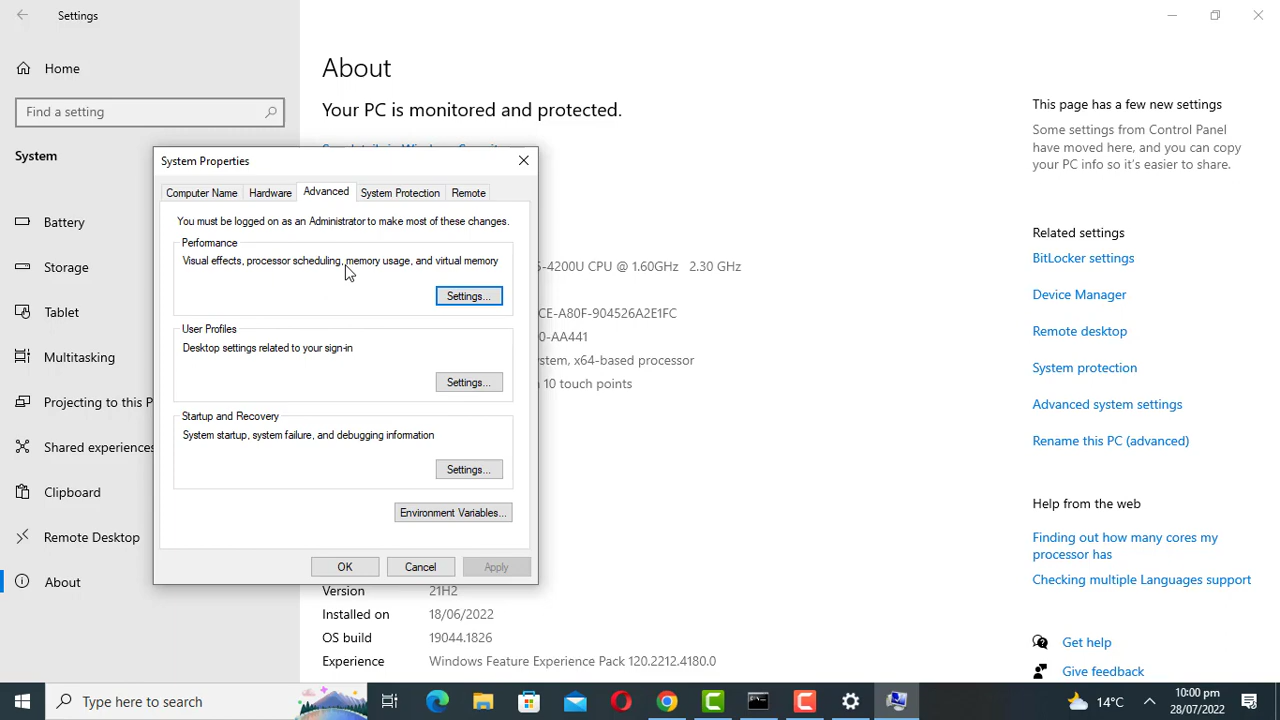 Settings
Home
Find a setting
System
Battery
Storage
Tablet
Multitasking
Projecting to this P
Shared experiences
Clipboard
Remote Desktop
About
About
Your PC is monitored and protected.
System Properties
Computer Name
Hardware
Advanced
System Protection
Remote
You must be logged on as an Administrator to make most of these changes.
Performance
Visual effects, processor scheduling, memory usage, and virtual memory
Settings...
User Profiles
Desktop settings related to your sign-in
Settings...
Startup and Recovery
System startup, system failure, and debugging information
Settings...
Environment Variables...
OK
Cancel
Apply
5-4200U CPU @ 1.60GHz 2.30 GHz
CE-A80F-904526A2E1FC
0-AA441
stem, x64-based processor
10 touch points
Version 21H2
Installed on 18/06/2022
OS build 19044.1826
Experience Windows Feature Experience Pack 120.2212.4180.0
This page has a few new settings
Some settings from Control Panel
have moved here, and you can copy
your PC info so it's easier to share.
Related settings
BitLocker settings
Device Manager
Remote desktop
System protection
Advanced system settings
Rename this PC (advanced)
Help from the web
Finding out how many cores my
processor has
Checking multiple Languages support
Get help
Give feedback
Type here to search
14°C
10:00 pm
28/07/2022